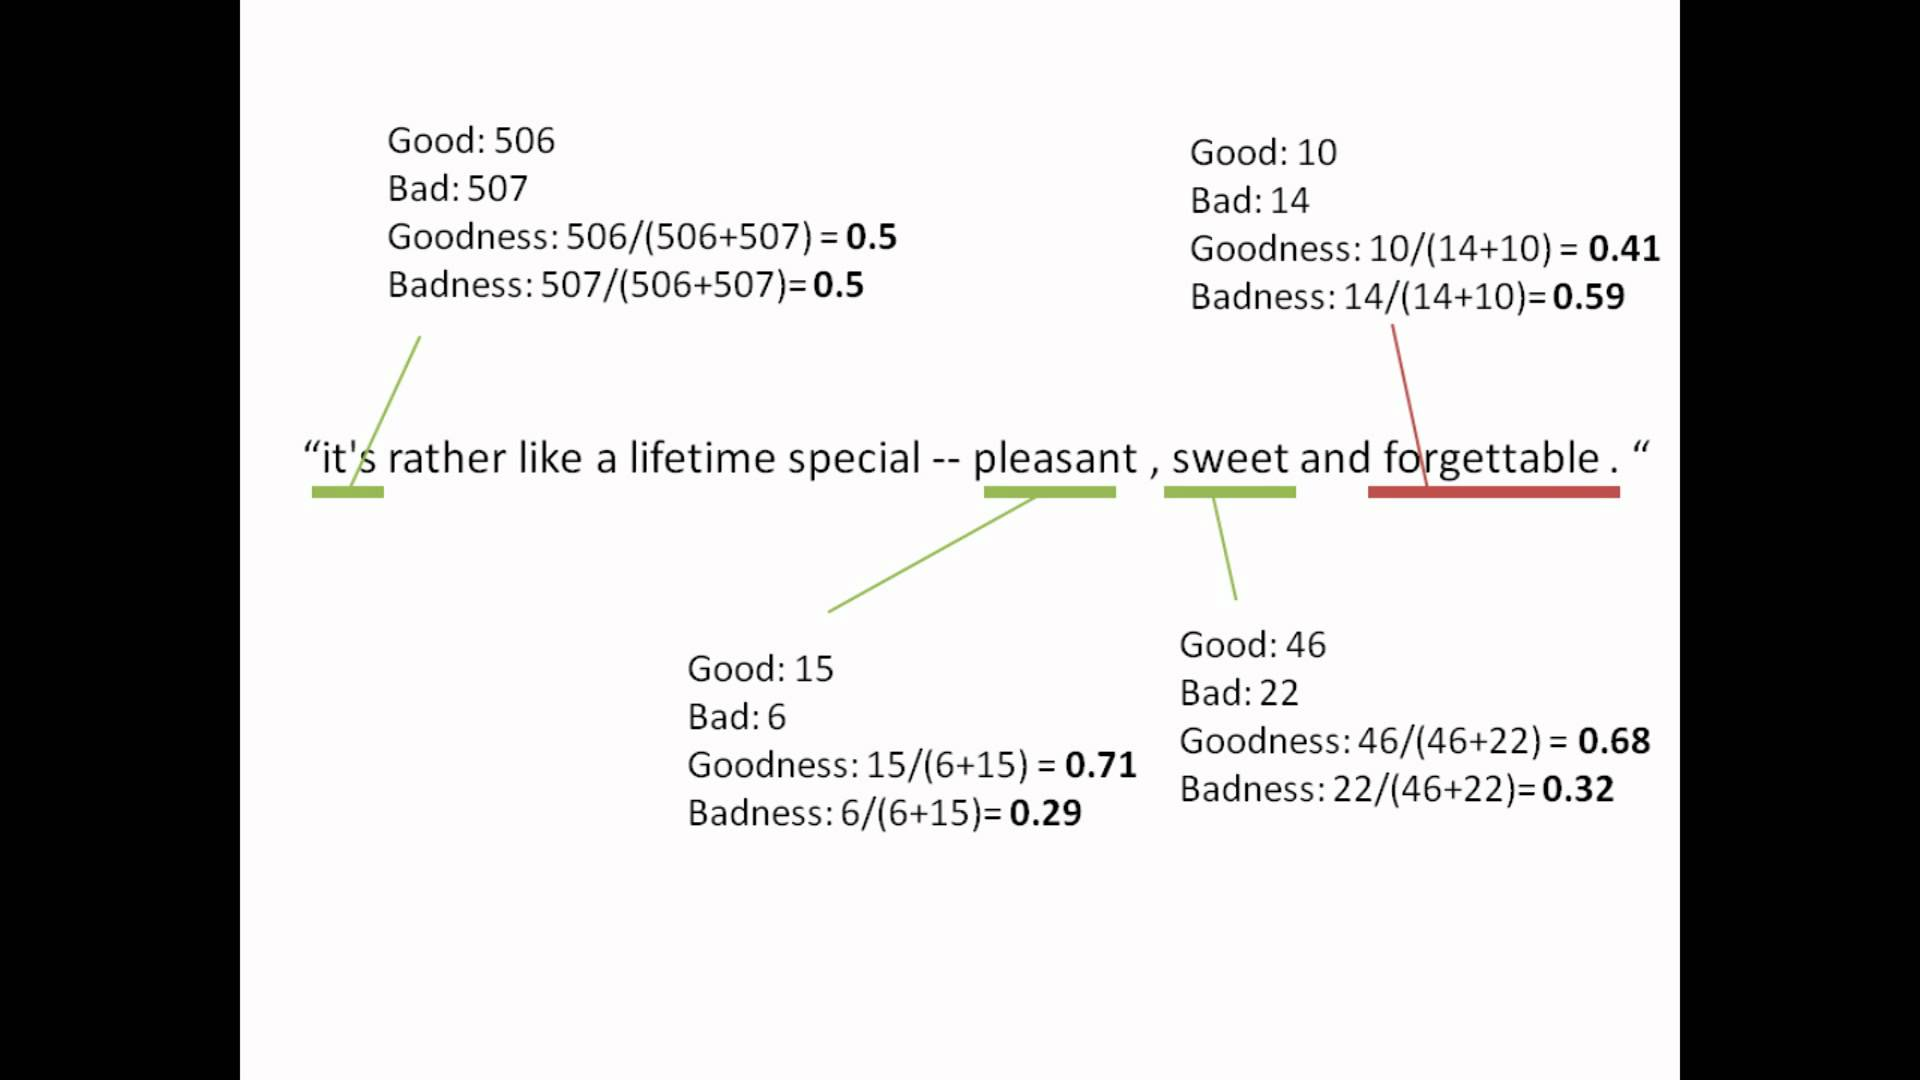 Good: 506
Bad: 507
Goodness: 506/(506+507) = 0.5
Badness: 507/(506+507)= 0.5
Good: 10
Bad: 14
Goodness: 10/(14+10) = 0.41
Badness: 14/(14+10)= 0.59
“it's rather like a lifetime special -- pleasant , sweet and forgettable . “
Good: 15
Bad: 6
Goodness: 15/(6+15) = 0.71
Badness: 6/(6+15)= 0.29
Good: 46
Bad: 22
Goodness: 46/(46+22) = 0.68
Badness: 22/(46+22)= 0.32